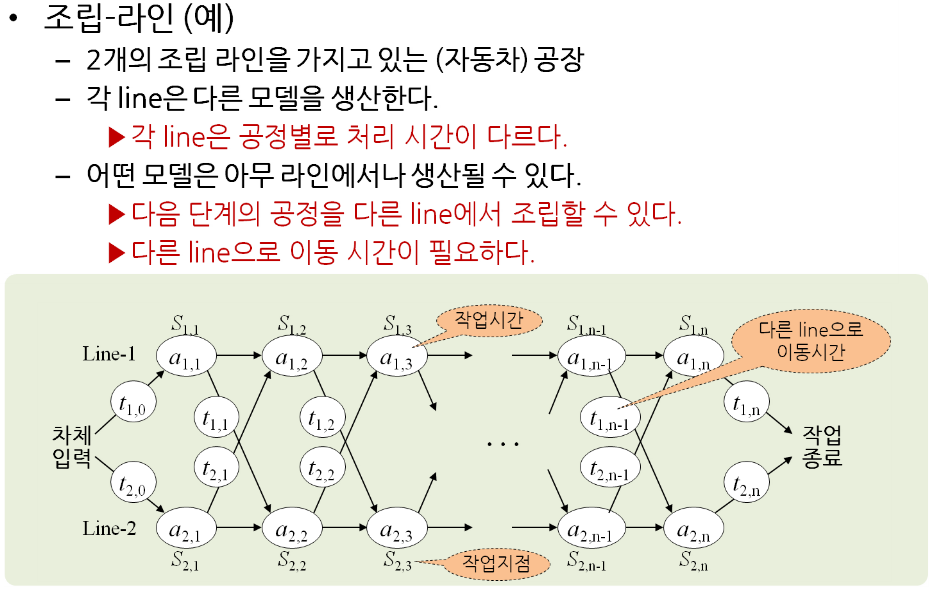 • 조립-라인 (예)
– 2개의 조립 라인을 가지고 있는 (자동차) 공장
– 각 line은 다른 모델을 생산한다.
▶각 line은 공정별로 처리 시간이 다르다.
– 어떤 모델은 아무 라인에서나 생산될 수 있다.
▶다음 단계의 공정을 다른 line에서 조립할 수 있다.
▶다른 line으로 이동 시간이 필요하다.
S1,1 S1,2 S1,3 작업시간 S1,n-1 S1,n 다른 line으로
이동시간
Line-1 a1,1 a1,2 a1,3 a1,n-1 a1,n
t1,0 t1,1 t1,2 t1,n-1 t1,n
차체
입력
...
작업
종료
t2,0 t2,1 t2,2 t2,n-1 t2,n
Line-2 a2,1 a2,2 a2,3 a2,n-1 a2,n
S2,1 S2,2 S2,3 작업지점 S2,n-1 S2,n